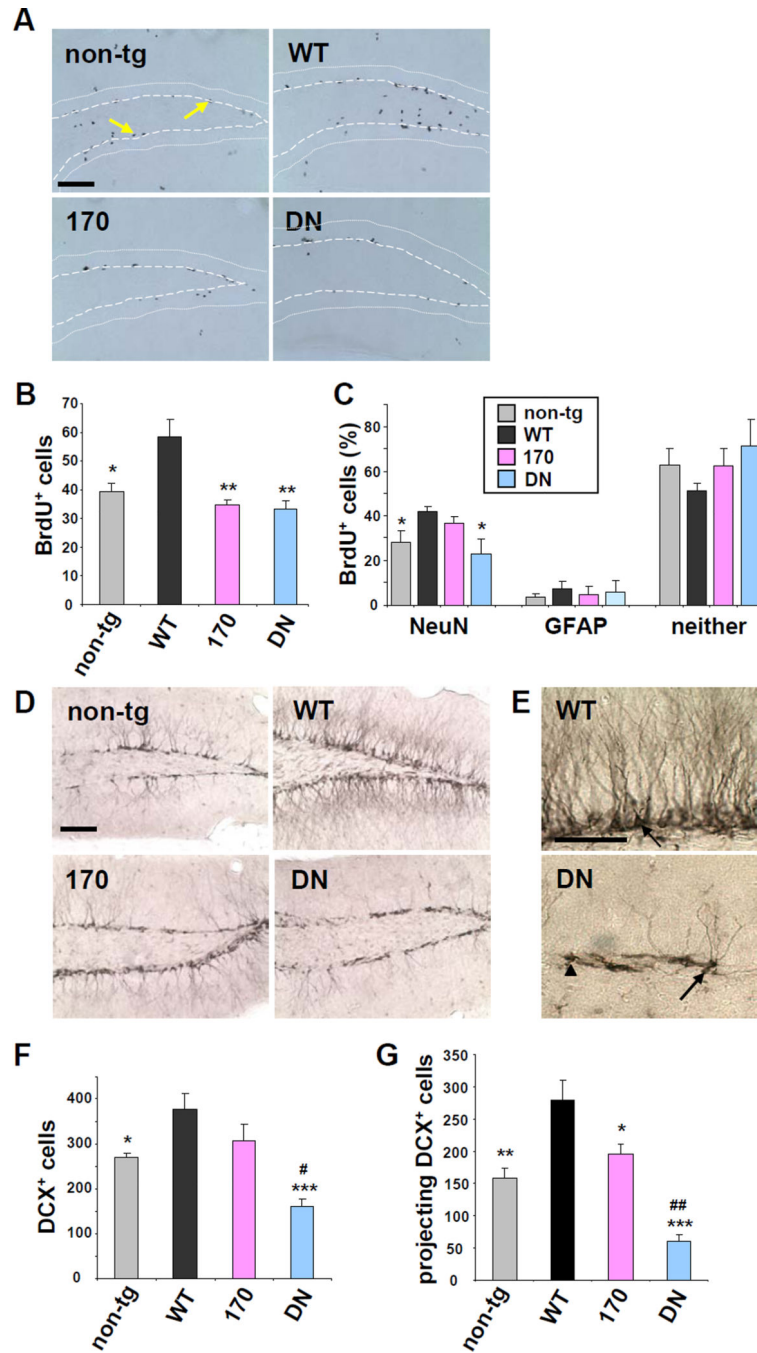 A
non-tg
WT
170
DN
B
BrdU+ cells
70
60
50
40
30
20
10
0
*
**
**
non-tg
WT
170
DN
C
BrdU+ cells (%)
80
60
40
20
0
non-tg
WT
170
DN
*
*
NeuN
GFAP
neither
D
non-tg
WT
170
DN
E
WT
DN
F
DCX+ cells
400
300
200
100
0
*
#
***
non-tg
WT
170
DN
G
projecting DCX+ cells
350
300
250
200
150
100
50
0
**
*
##
***
non-tg
WT
170
DN